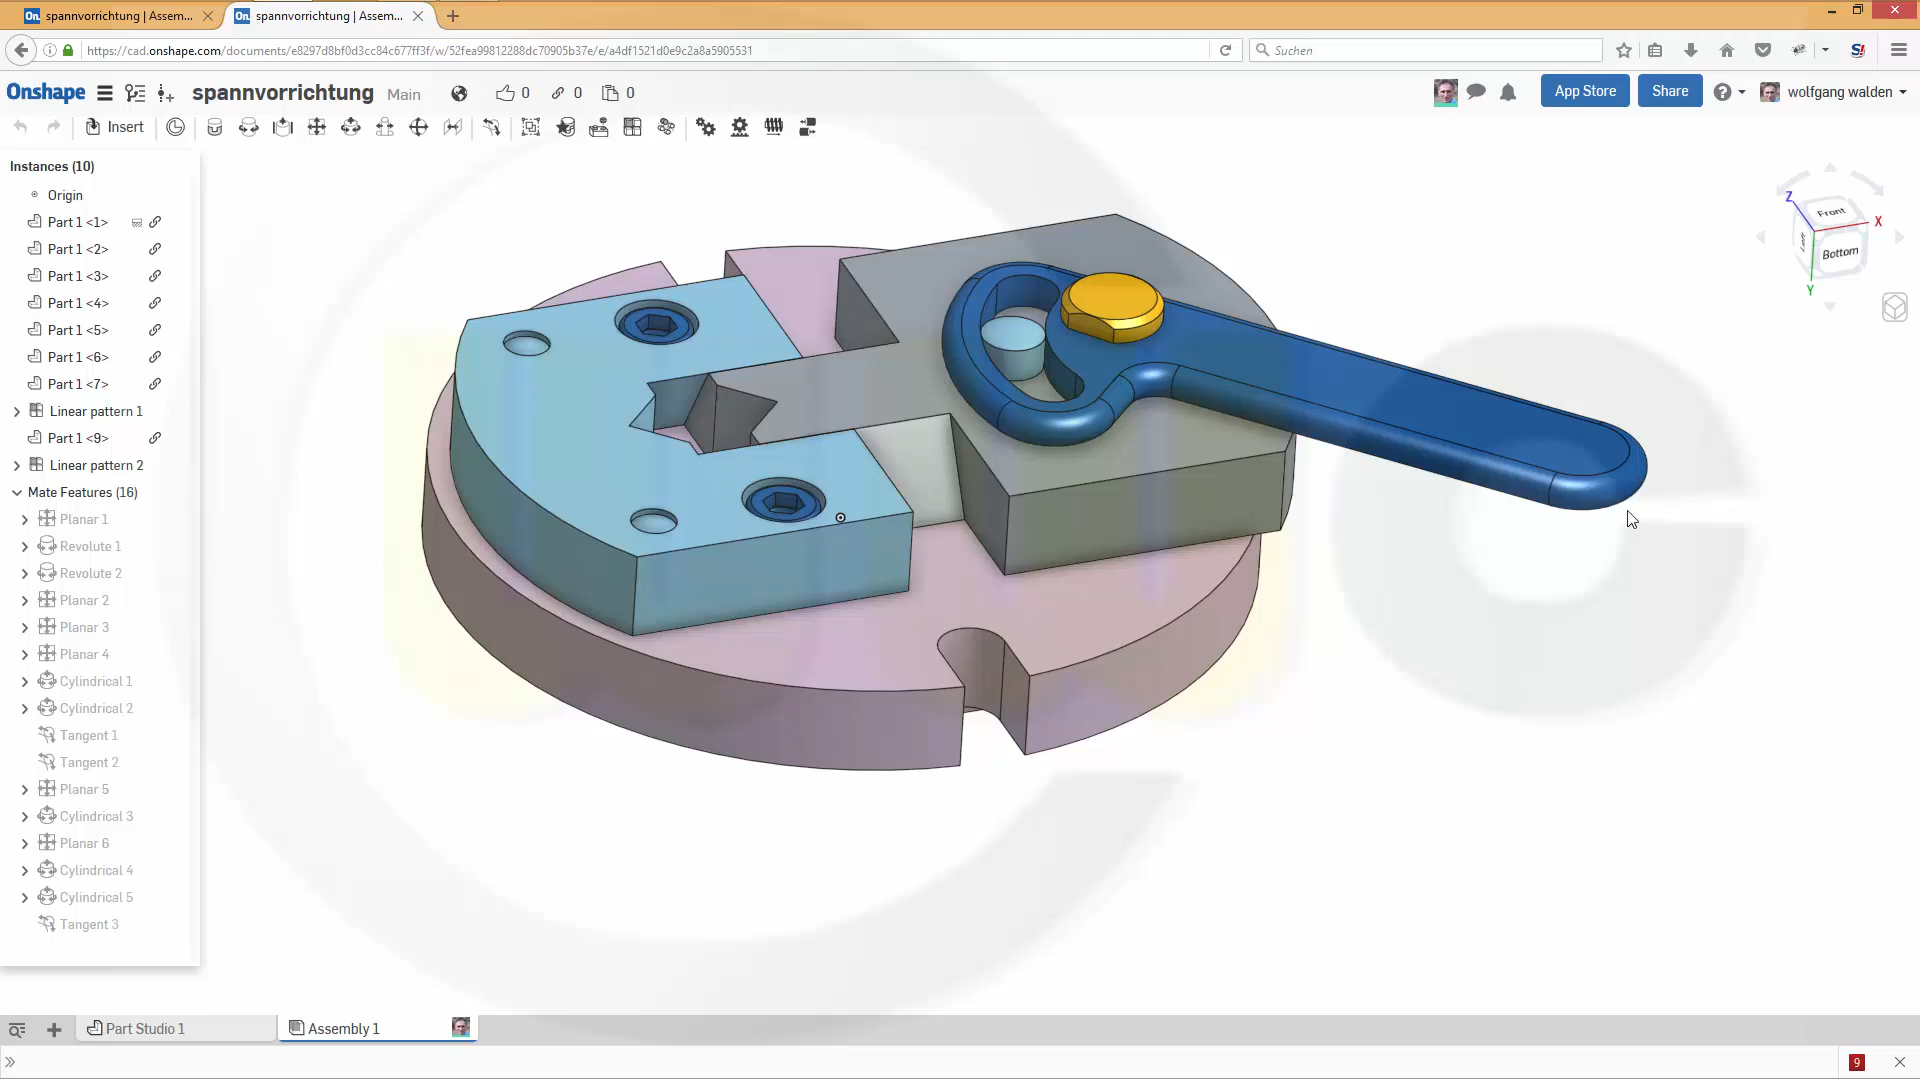 spannvorrichtung | Assem...
spannvorrichtung | Assem...
https://cad.onshape.com/documents/e8297d8bf0d3cc84c677ff3f/w/52fea99812288dc70905b37e/e/a4df1521d0e9c2a8a5905531
Suchen
Onshape
spannvorrichtung Main
0
0
0
App Store
Share
wolfgang walden
Insert
Instances (10)
Origin
Part 1 <1>
Part 1 <2>
Part 1 <3>
Part 1 <4>
Part 1 <5>
Part 1 <6>
Part 1 <7>
Linear pattern 1
Part 1 <9>
Linear pattern 2
Mate Features (16)
Planar 1
Revolute 1
Revolute 2
Planar 2
Planar 3
Planar 4
Cylindrical 1
Cylindrical 2
Tangent 1
Tangent 2
Planar 5
Cylindrical 3
Planar 6
Cylindrical 4
Cylindrical 5
Tangent 3
Z
Front
X
Left
Bottom
Y
Part Studio 1
Assembly 1
9